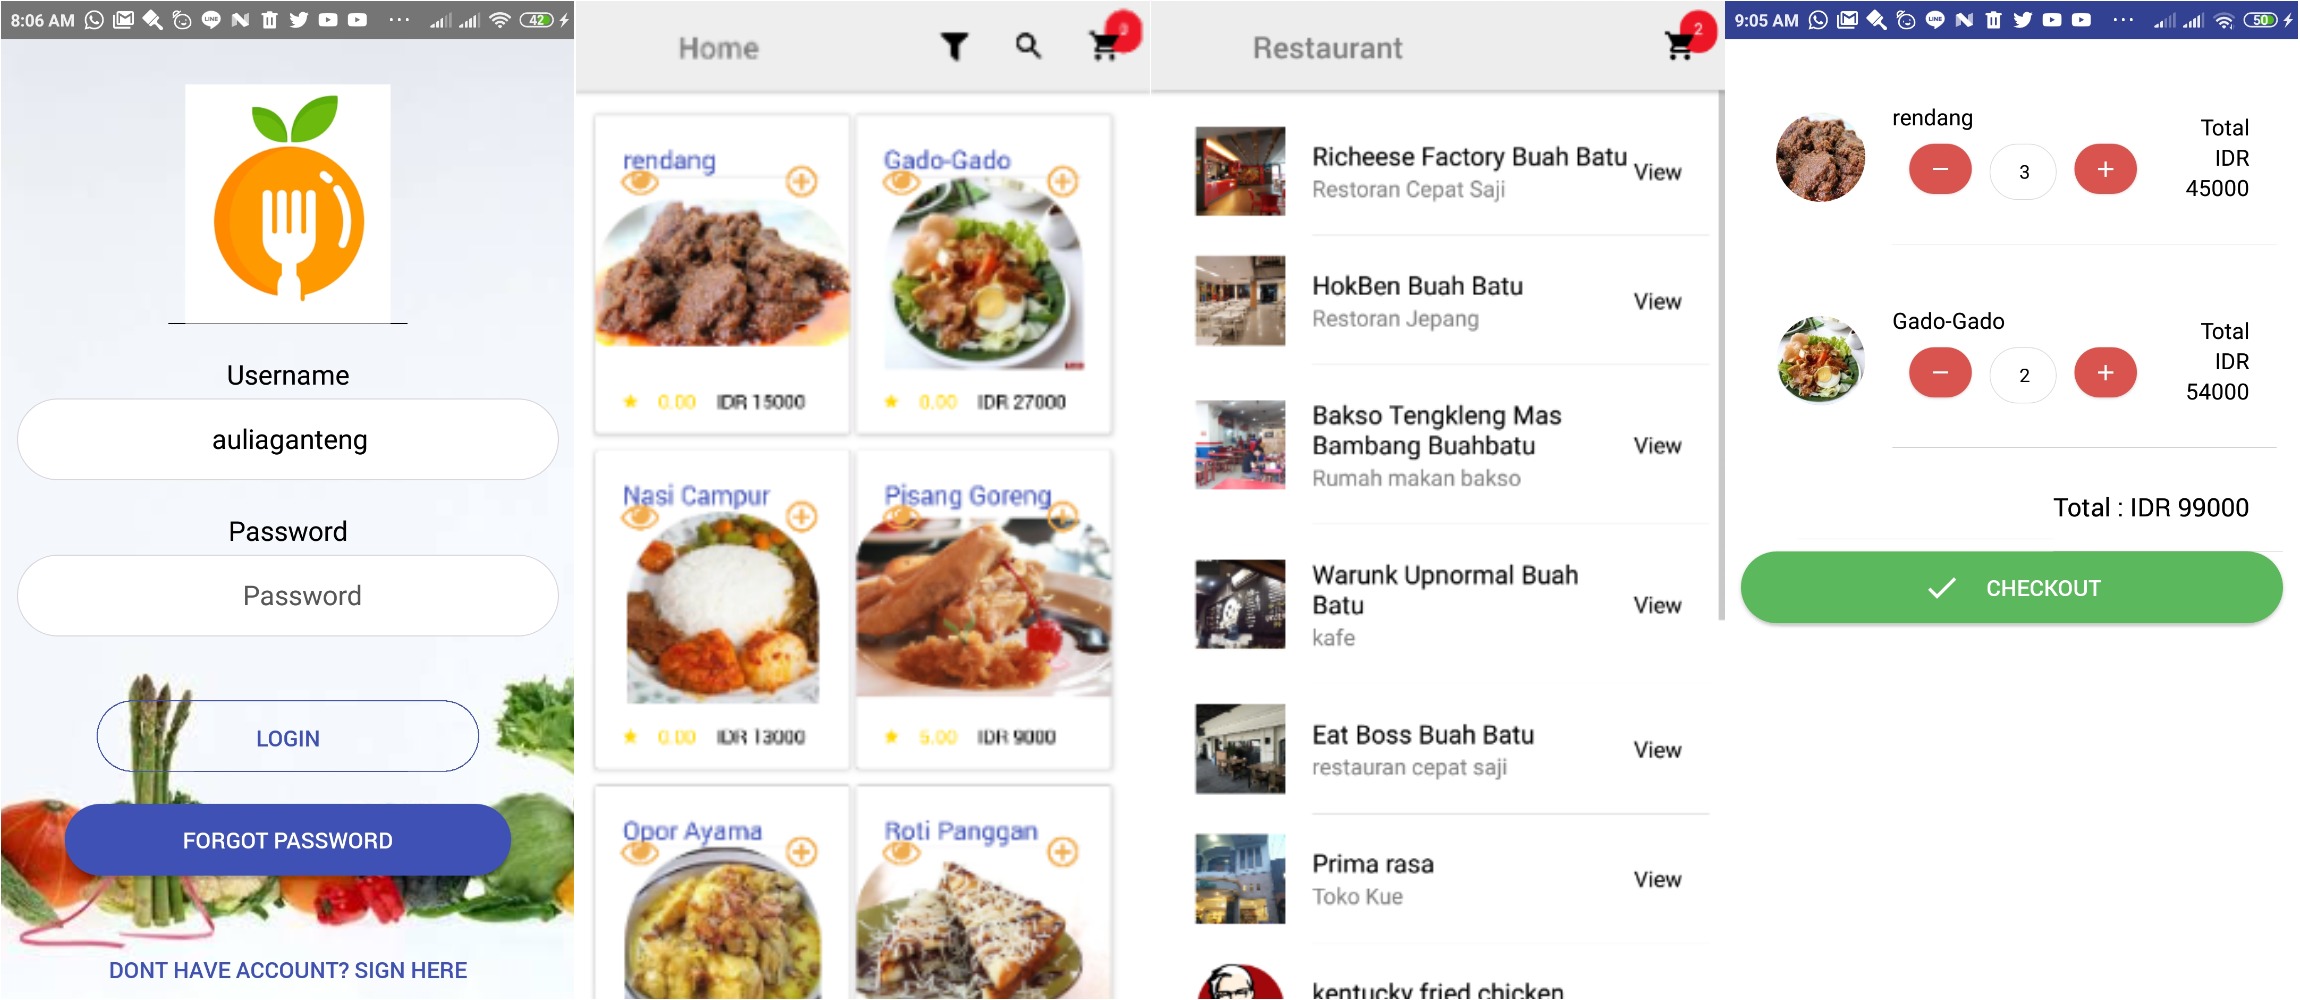 8:06 AM
LINE
42
Username
auliaganteng
Password
Password
LOGIN
FORGOT PASSWORD
DONT HAVE ACCOUNT? SIGN HERE
Home
rendang
Gado-Gado
0.00 IDR 15000
0.00 IDR 27000
Nasi Campur
Pisang Goreng
0.00 IDR 13000
5.00 IDR 9000
Opor Ayama
Roti Panggan
Restaurant
2
Richeese Factory Buah Batu
Restoran Cepat Saji
View
HokBen Buah Batu
Restoran Jepang
View
Bakso Tengkleng Mas
Bambang Buahbatu
Rumah makan bakso
View
Warunk Upnormal Buah
Batu
kafe
View
Eat Boss Buah Batu
restauran cepat saji
View
Prima rasa
Toko Kue
View
kentucky fried chicken
9:05 AM
LINE
50
rendang
− 3 +
Total
IDR
45000
Gado-Gado
− 2 +
Total
IDR
54000
Total : IDR 99000
CHECKOUT